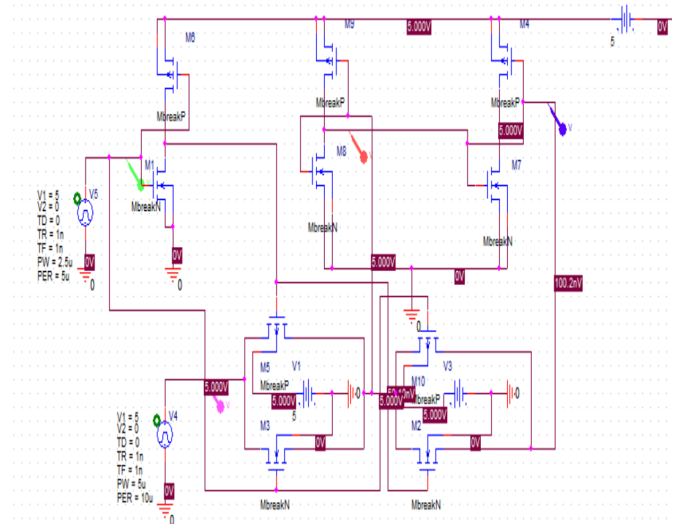 M6
M9
M4
5.000V
0V
5
MbreakP
MbreakP
MbreakP
5.000V
M1
M8
M7
V5
V1 = 5
V2 = 0
TD = 0
TR = 1n
TF = 1n
PW = 2.5u
PER = 5u
MbreakN
MbreakN
MbreakN
0V
0V
5.000V
0V
100.2nV
0
0
0
M5
V1
M10
V3
MbreakP
MbreakP
5.000V
5.000V
5.000V
5.000V
0
0
5
M3
M2
0V
0V
V4
V1 = 5
V2 = 0
TD = 0
TR = 1n
TF = 1n
PW = 5u
PER = 10u
0V
MbreakN
MbreakN
0